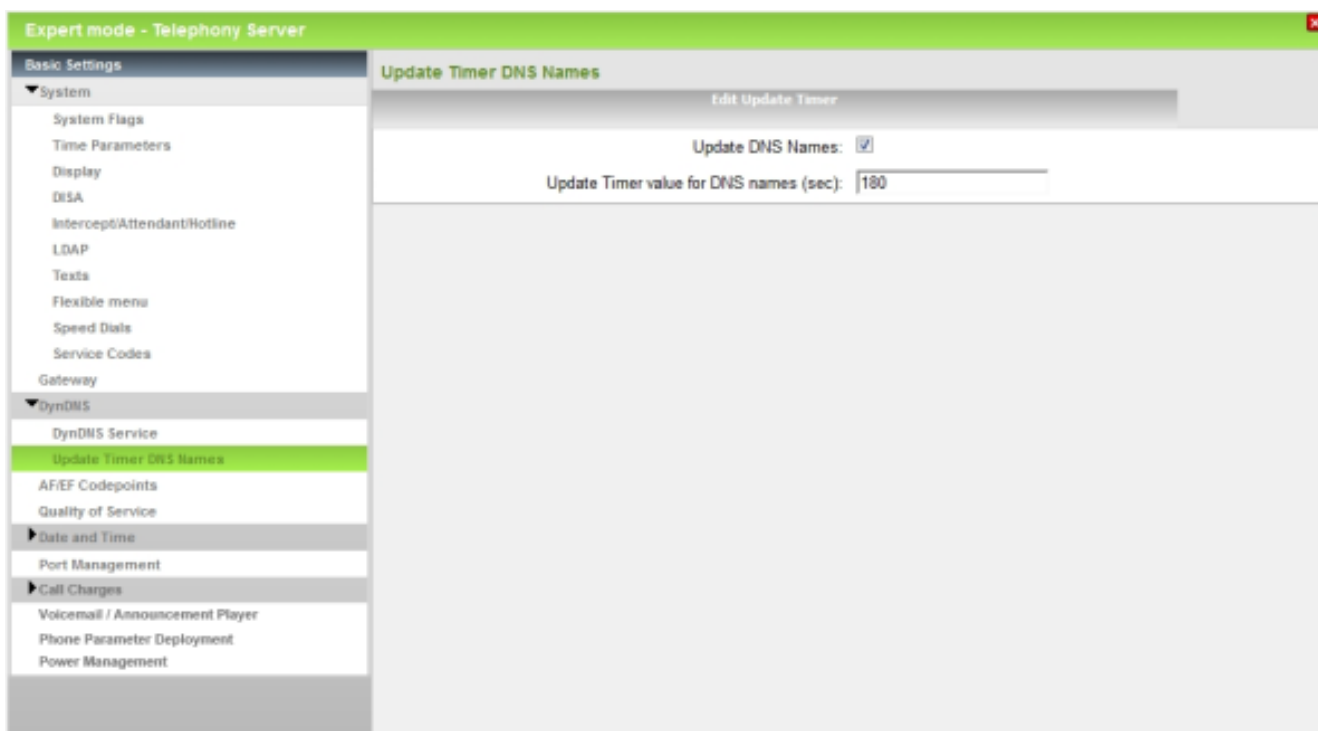 Expert mode - Telephony Server
Basic Settings
System
System Flags
Time Parameters
Display
DISA
Intercept/Attendant/Hotline
LDAP
Texts
Flexible menu
Speed Dials
Service Codes
Gateway
DynDNS
DynDNS Service
Update Timer DNS Names
AF/EF Codepoints
Quality of Service
Date and Time
Port Management
Call Charges
Voicemail / Announcement Player
Phone Parameter Deployment
Power Management
Update Timer DNS Names
Edit Update Timer
Update DNS Names:
Update Timer value for DNS names (sec): 180